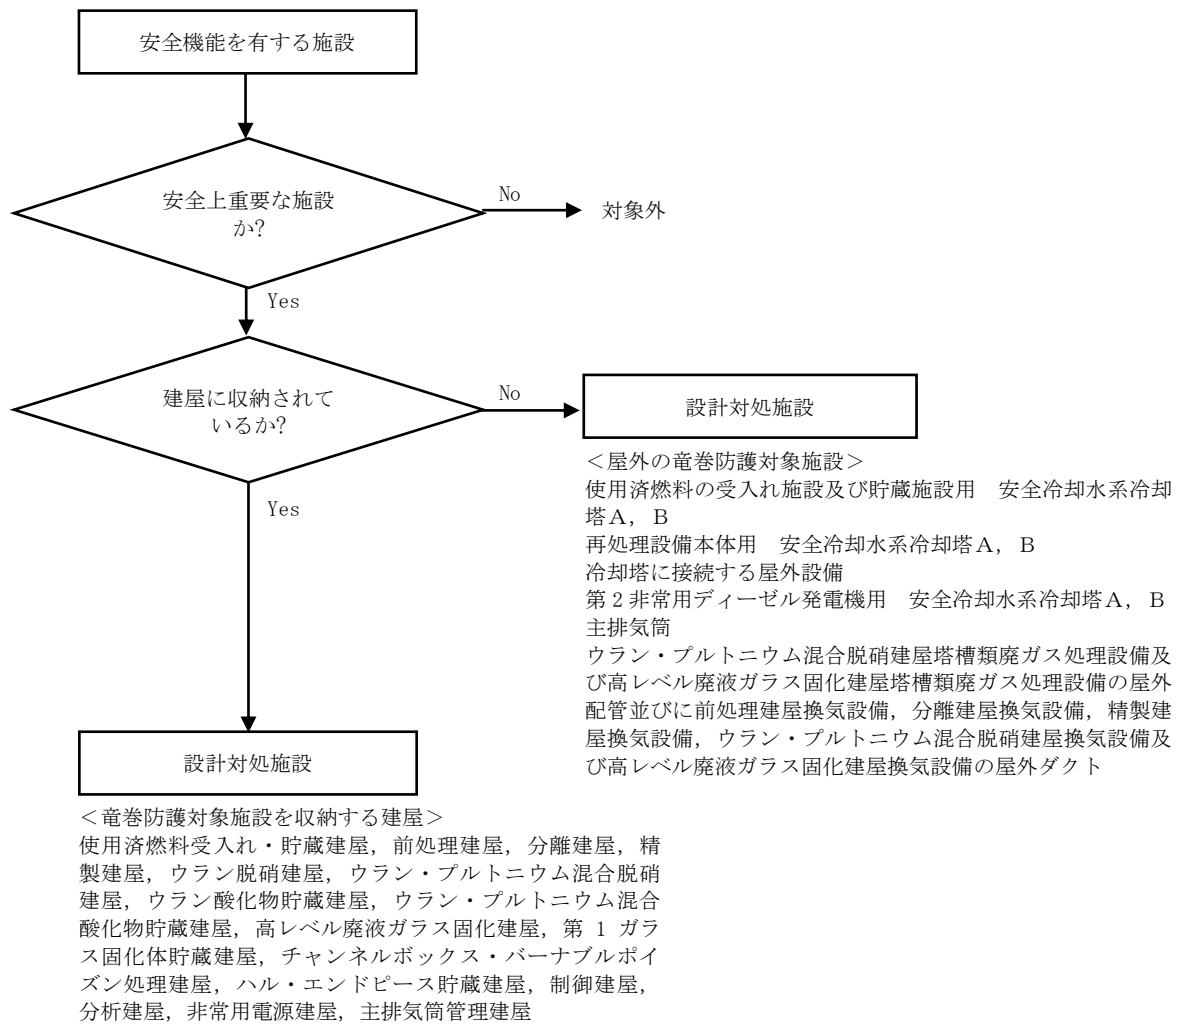 安全機能を有する施設
安全上重要な施設
か?
No
対象外
Yes
建屋に収納されて
いるか?
No
設計対処施設
＜屋外の竜巻防護対象施設＞
使用済燃料の受入れ施設及び貯蔵施設用　安全冷却水系冷却
塔Ａ，Ｂ
再処理設備本体用　安全冷却水系冷却塔Ａ，Ｂ
冷却塔に接続する屋外設備
第２非常用ディーゼル発電機用　安全冷却水系冷却塔Ａ，Ｂ
主排気筒
ウラン・プルトニウム混合脱硝建屋塔槽類廃ガス処理設備及
び高レベル廃液ガラス固化建屋塔槽類廃ガス処理設備の屋外
配管並びに前処理建屋換気設備，分離建屋換気設備，精製建
屋換気設備，ウラン・プルトニウム混合脱硝建屋換気設備及
び高レベル廃液ガラス固化建屋換気設備の屋外ダクト
Yes
設計対処施設
＜竜巻防護対象施設を収納する建屋＞
使用済燃料受入れ・貯蔵建屋，前処理建屋，分離建屋，精
製建屋，ウラン脱硝建屋，ウラン・プルトニウム混合脱硝
建屋，ウラン酸化物貯蔵建屋，ウラン・プルトニウム混合
酸化物貯蔵建屋，高レベル廃液ガラス固化建屋，第 1 ガラ
ス固化体貯蔵建屋，チャンネルボックス・バーナブルポイ
ズン処理建屋，ハル・エンドピース貯蔵建屋，制御建屋，
分析建屋，非常用電源建屋，主排気筒管理建屋